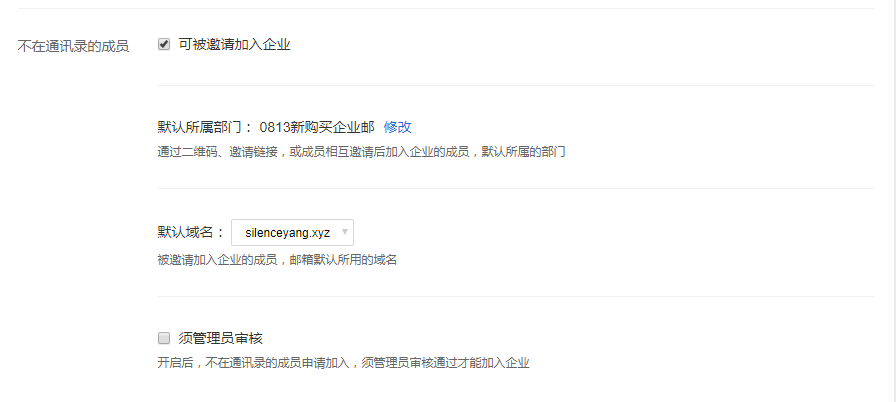 不在通讯录的成员 可被邀请加入企业
默认所属部门： 0813新购买企业邮 修改
通过二维码、邀请链接，或成员相互邀请后加入企业的成员，默认所属的部门
默认域名： silenceyang.xyz
被邀请加入企业的成员，邮箱默认所用的域名
须管理员审核
开启后，不在通讯录的成员申请加入，须管理员审核通过才能加入企业